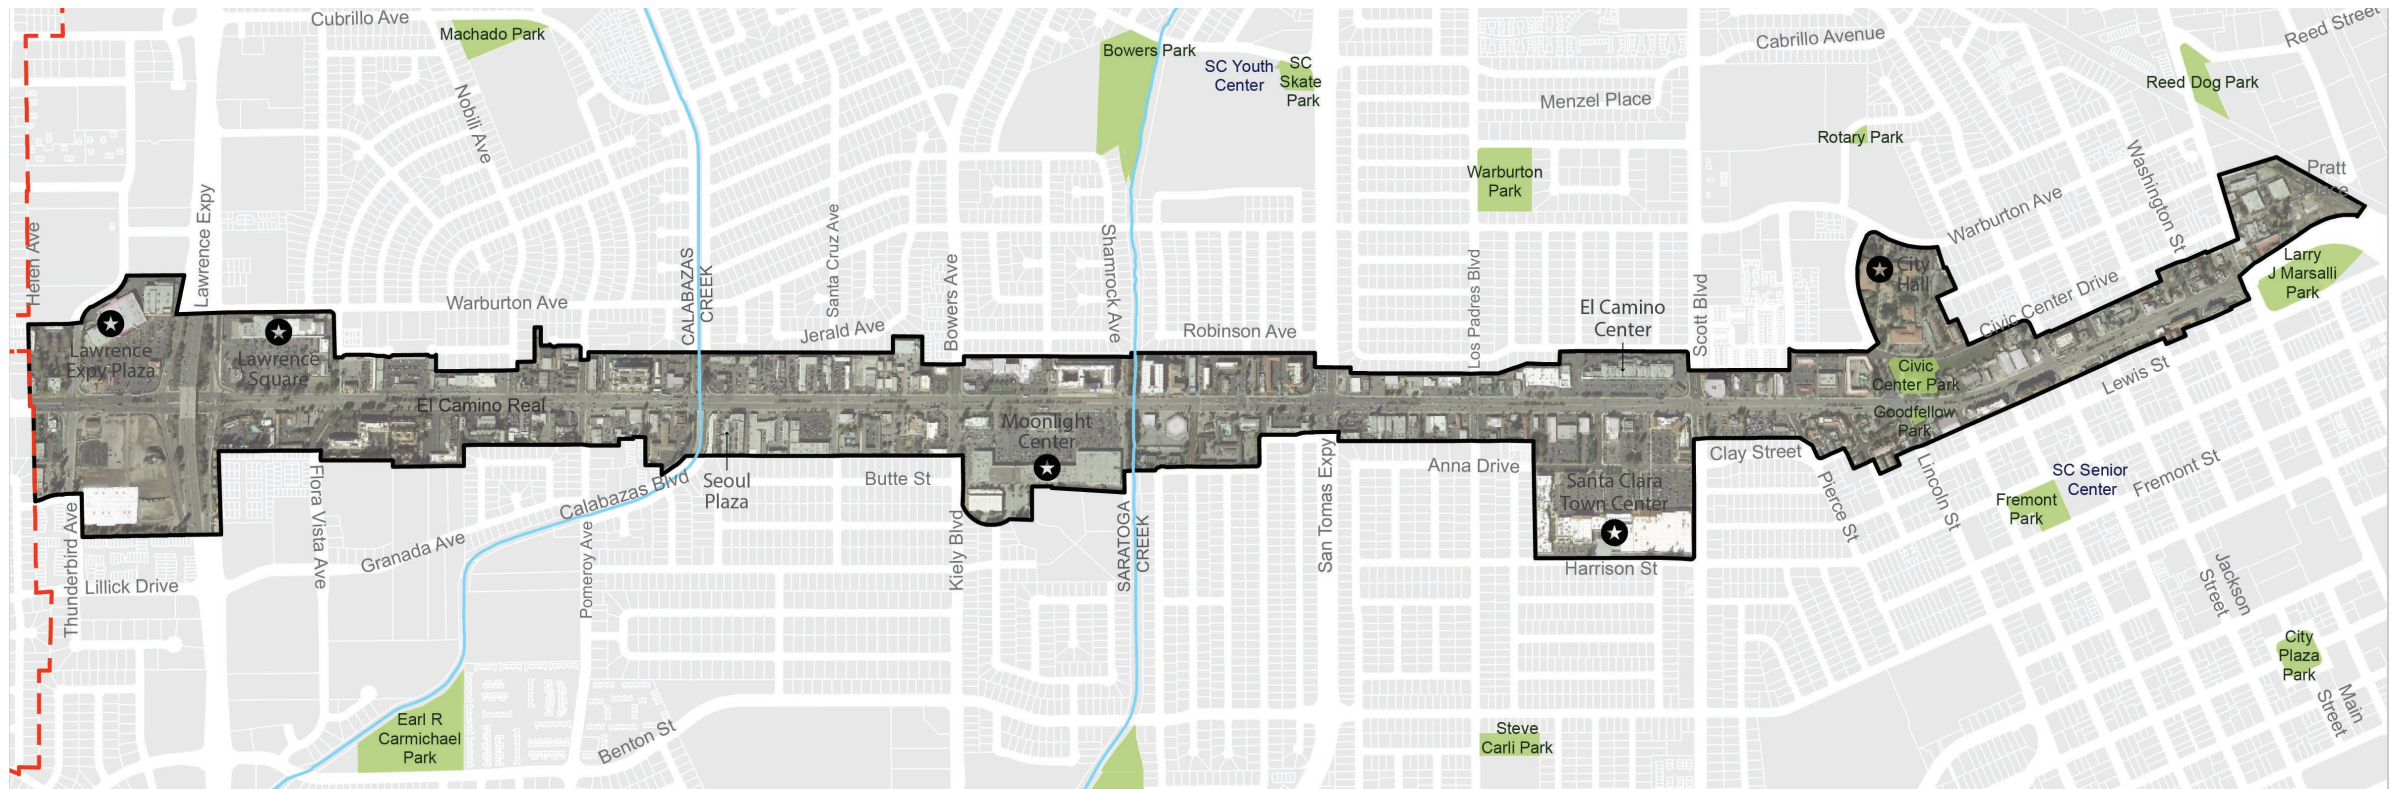 Cubrillo Ave
Machado Park
Nobili Ave
Bowers Park
SC Youth
Center
SC
Skate
Park
Cabrillo Avenue
Menzel Place
Reed Street
Reed Dog Park
Rotary Park
Warburton
Park
Washington St
Pratt
Warburton Ave
Larry
J Marsalli
Park
Helen Ave
Lawrence Expy
Warburton Ave
CALABAZAS
CREEK
Santa Cruz Ave
Jerald Ave
Bowers Ave
Shamrock Ave
Robinson Ave
Los Padres Blvd
El Camino
Center
Scott Blvd
City
Hall
Civic Center Drive
Lawrence
Expy Plaza
Lawrence
Square
El Camino Real
Moonlight
Center
Civic
Center Park
Goodfellow
Park
Lewis St
Thunderbird Ave
Lillick Drive
Flora Vista Ave
Granada Ave
Calabazas Blvd
Pomeroy Ave
Seoul
Plaza
Butte St
Kiely Blvd
SARATOGA
CREEK
San Tomas Expy
Anna Drive
Santa Clara
Town Center
Harrison St
Clay Street
Pierce St
Lincoln St
SC Senior
Center
Fremont
Park
Fremont St
Jackson
Street
City
Plaza
Park
Main
Street
Earl R
Carmichael
Park
Benton St
Steve
Carli Park